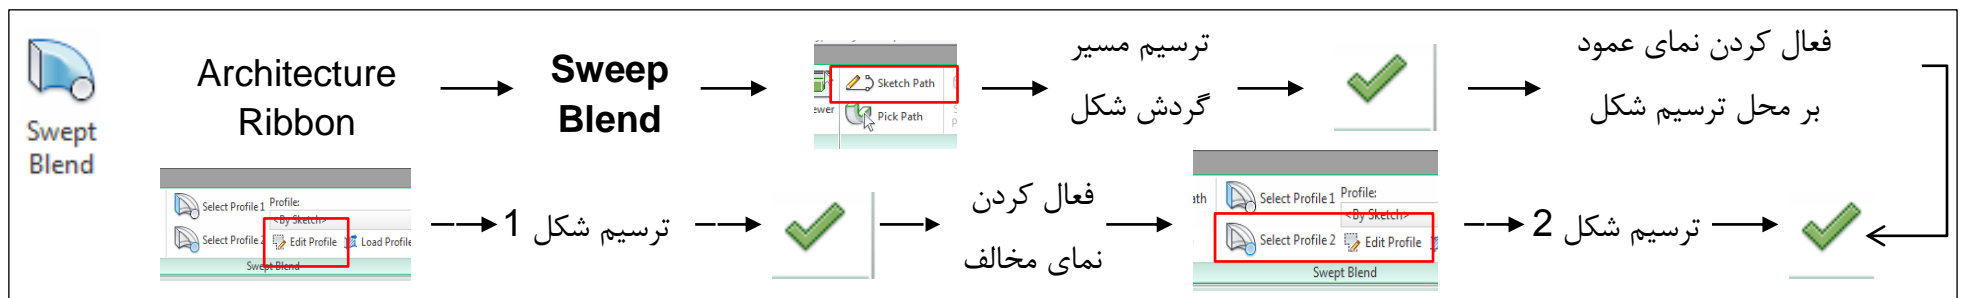 Swept
Blend
Architecture
Ribbon
Sweep
Blend
Sketch Path
Pick Path
ترسیم مسیر
گردش شکل
فعال کردن نمای عمود
بر محل ترسیم شکل
Select Profile 1
Profile:
<By Sketch>
Select Profile 2
Edit Profile
Load Profile
Swept Blend
ترسیم شکل 1
فعال کردن
نمای مخالف
Select Profile 1
Profile:
<By Sketch>
Select Profile 2
Edit Profile
Swept Blend
ترسیم شکل 2